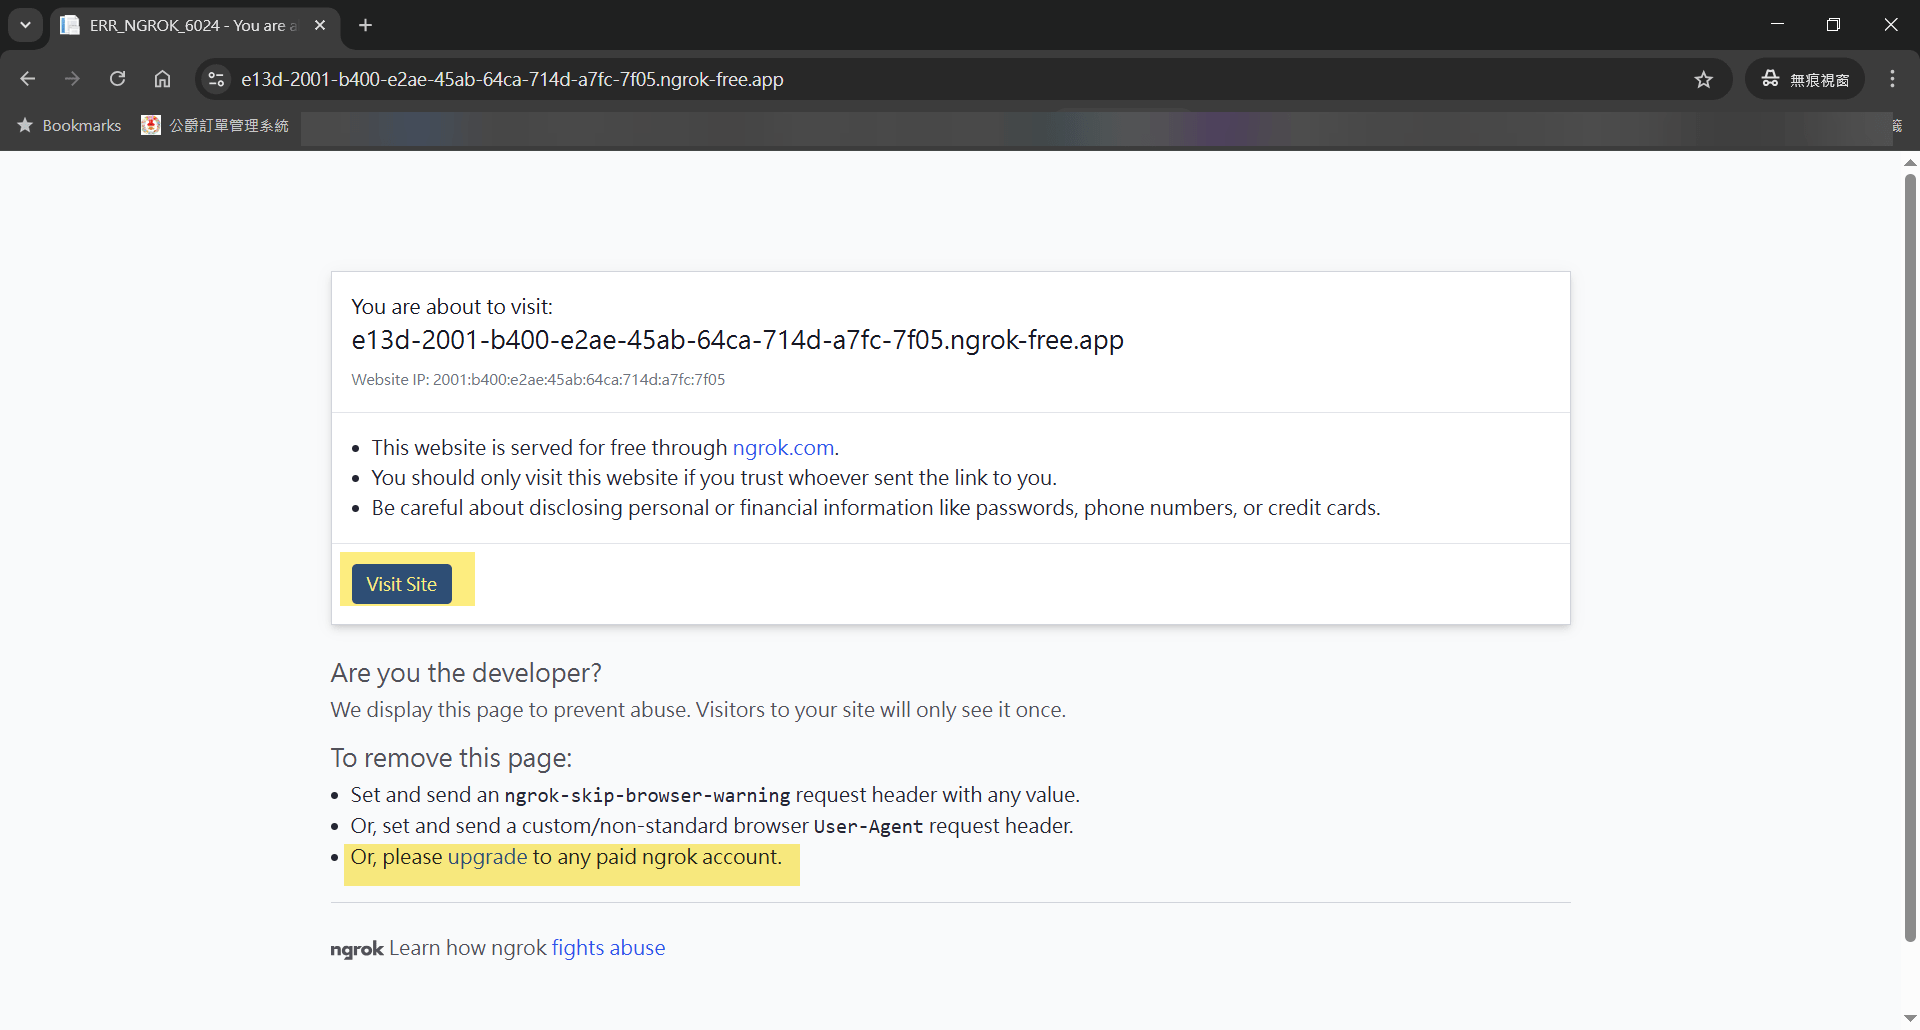 ERR_NGROK_6024 - You are a
e13d-2001-b400-e2ae-45ab-64ca-714d-a7fc-7f05.ngrok-free.app
無痕視窗
Bookmarks
公爵訂單管理系統
You are about to visit:
e13d-2001-b400-e2ae-45ab-64ca-714d-a7fc-7f05.ngrok-free.app
Website IP: 2001:b400:e2ae:45ab:64ca:714d:a7fc:7f05
This website is served for free through ngrok.com.
You should only visit this website if you trust whoever sent the link to you.
Be careful about disclosing personal or financial information like passwords, phone numbers, or credit cards.
Visit Site
Are you the developer?
We display this page to prevent abuse. Visitors to your site will only see it once.
To remove this page:
Set and send an ngrok-skip-browser-warning request header with any value.
Or, set and send a custom/non-standard browser User-Agent request header.
Or, please upgrade to any paid ngrok account.
ngrok Learn how ngrok fights abuse